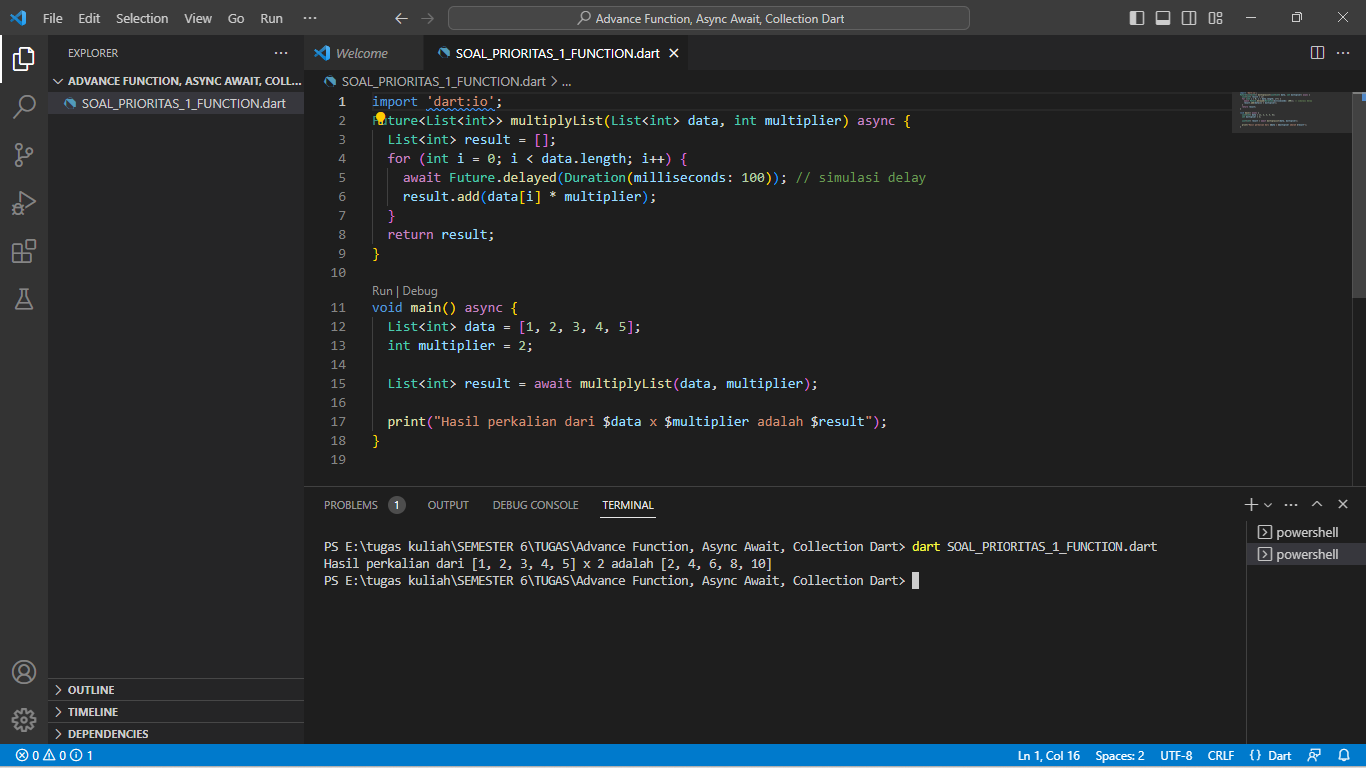 File Edit Selection View Go Run ··· Advance Function, Async Await, Collection Dart
EXPLORER ···
ADVANCE FUNCTION, ASYNC AWAIT, COLL...
SOAL_PRIORITAS_1_FUNCTION.dart
Welcome SOAL_PRIORITAS_1_FUNCTION.dart
SOAL_PRIORITAS_1_FUNCTION.dart > ...
1 import 'dart:io';
2 Future<List<int>> multiplyList(List<int> data, int multiplier) async {
3 List<int> result = [];
4 for (int i = 0; i < data.length; i++) {
5 await Future.delayed(Duration(milliseconds: 100)); // simulasi delay
6 result.add(data[i] * multiplier);
7 }
8 return result;
9 }
10
Run | Debug
11 void main() async {
12 List<int> data = [1, 2, 3, 4, 5];
13 int multiplier = 2;
14
15 List<int> result = await multiplyList(data, multiplier);
16
17 print("Hasil perkalian dari $data x $multiplier adalah $result");
18 }
19
PROBLEMS 1 OUTPUT DEBUG CONSOLE TERMINAL
PS E:\tugas kuliah\SEMESTER 6\TUGAS\Advance Function, Async Await, Collection Dart> dart SOAL_PRIORITAS_1_FUNCTION.dart
Hasil perkalian dari [1, 2, 3, 4, 5] x 2 adalah [2, 4, 6, 8, 10]
PS E:\tugas kuliah\SEMESTER 6\TUGAS\Advance Function, Async Await, Collection Dart>
powershell
powershell
OUTLINE
TIMELINE
DEPENDENCIES
0 0 1 Ln 1, Col 16 Spaces: 2 UTF-8 CRLF {} Dart